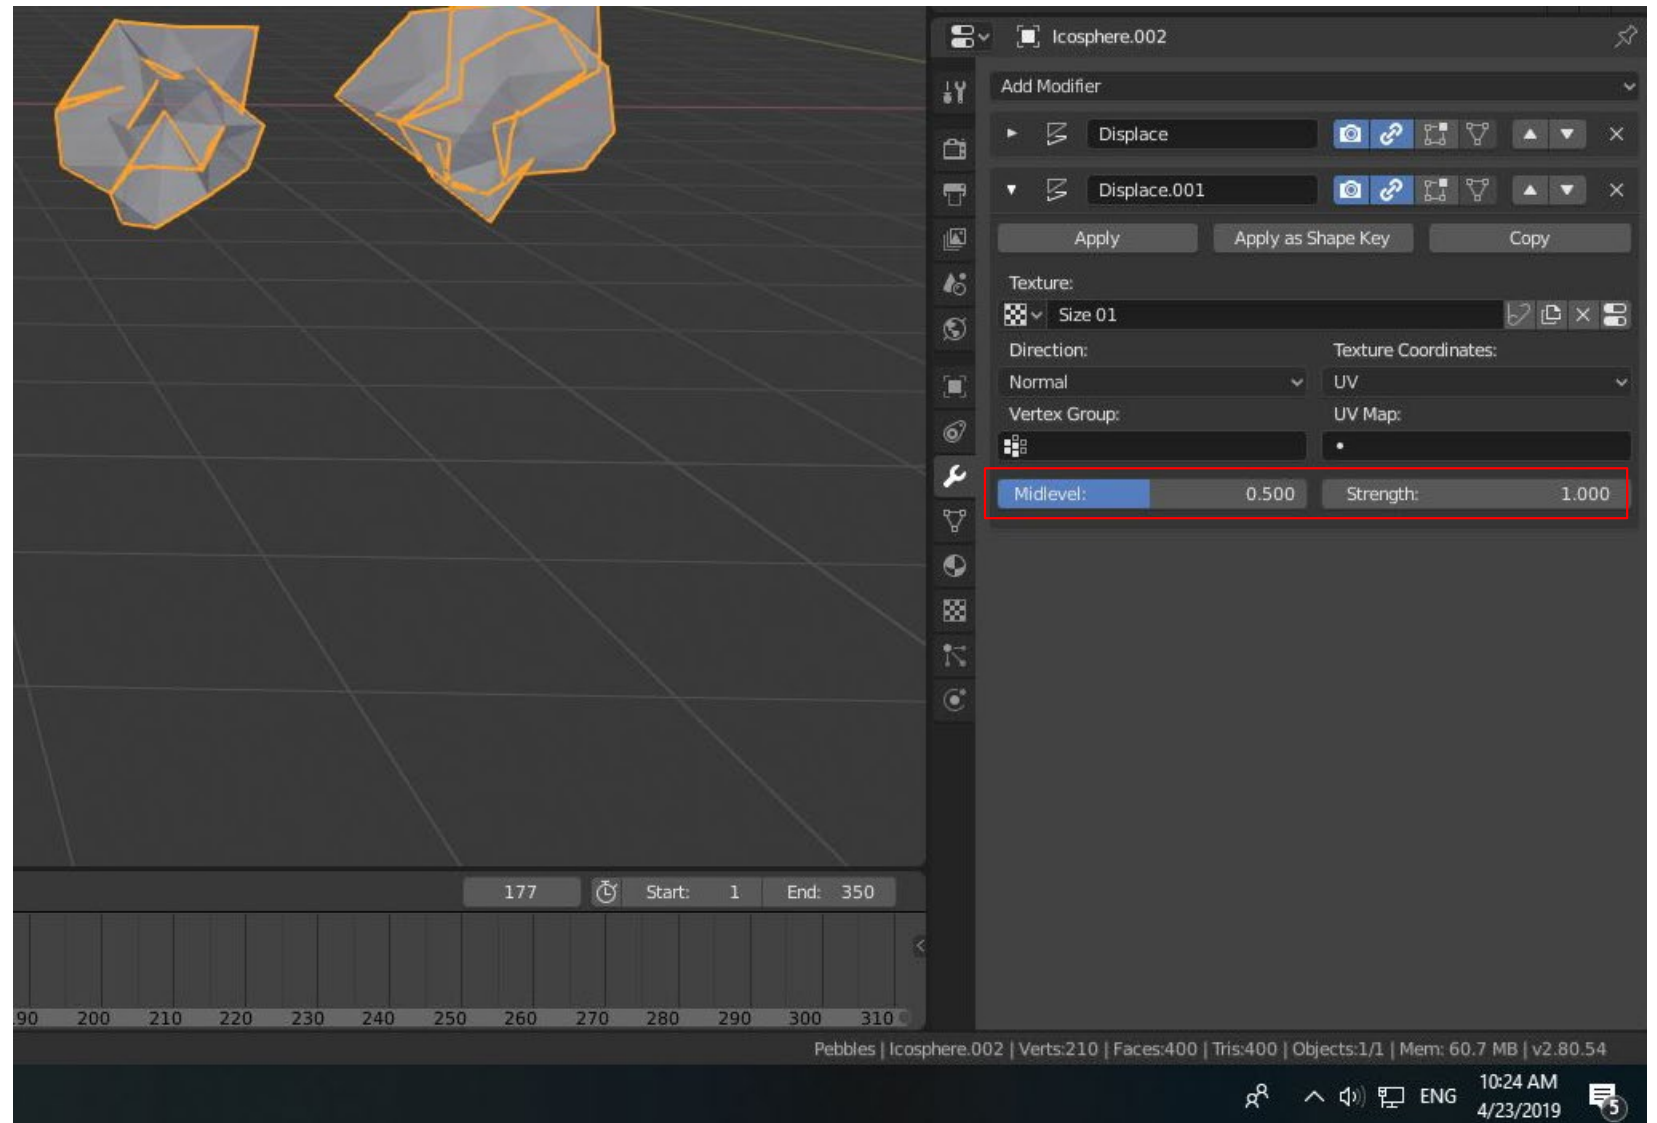 Icosphere.002
Add Modifier
Displace
Displace.001
Apply Apply as Shape Key Copy
Texture:
Size 01
Direction: Texture Coordinates:
Normal UV
Vertex Group: UV Map:
Midlevel: 0.500 Strength: 1.000
177 Start: 1 End: 350
90 200 210 220 230 240 250 260 270 280 290 300 310
Pebbles | Icosphere.002 | Verts:210 | Faces:400 | Tris:400 | Objects:1/1 | Mem: 60.7 MB | v2.80.54
ENG 10:24 AM
4/23/2019 5